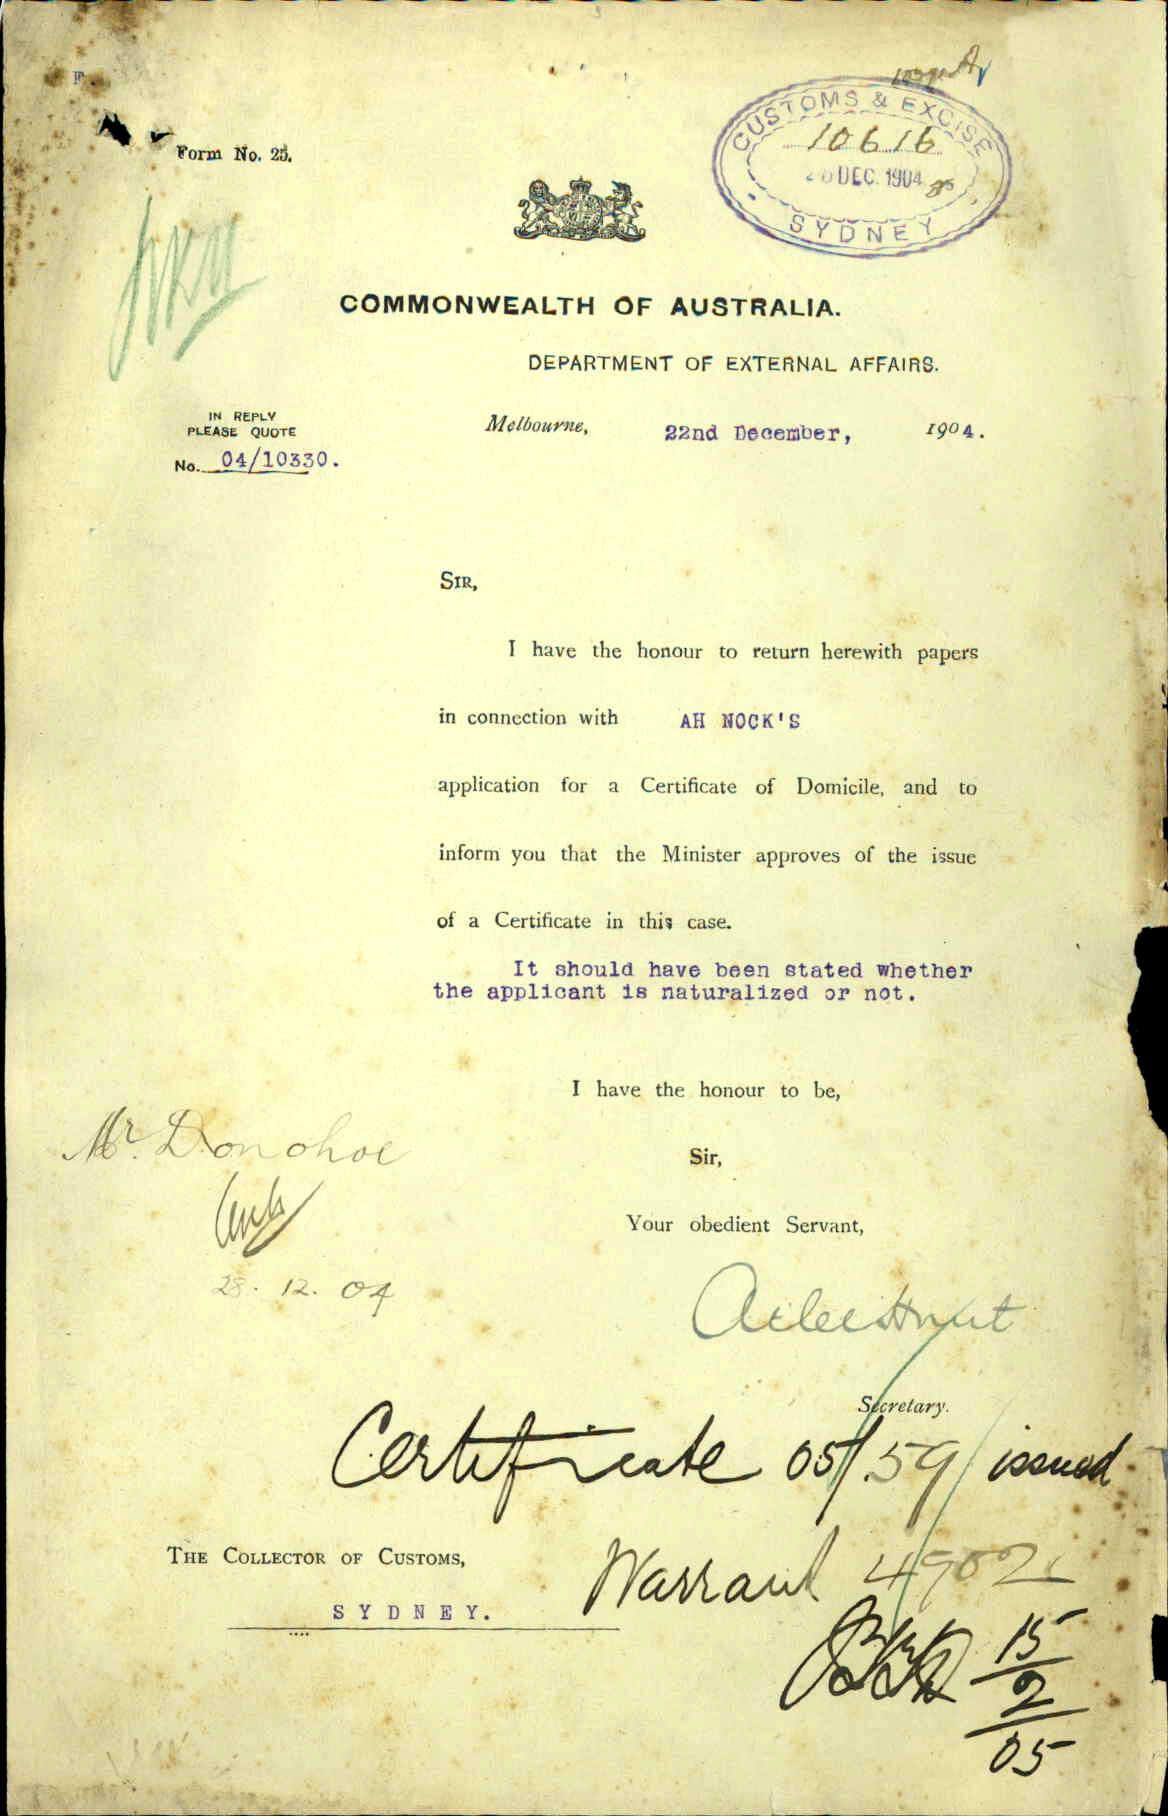 Form No. 25.
CUSTOMS & EXCISE
10616
DEC. 1904
SYDNEY
COMMONWEALTH OF AUSTRALIA.
DEPARTMENT OF EXTERNAL AFFAIRS.
IN REPLY
PLEASE QUOTE
No. 04/10330.
Melbourne, 22nd December, 1904.
SIR,
I have the honour to return herewith papers
in connection with AH NOCK'S
application for a Certificate of Domicile, and to
inform you that the Minister approves of the issue
of a Certificate in this case.
It should have been stated whether
the applicant is naturalized or not.
I have the honour to be,
Sir,
Your obedient Servant,
Mr. Donohoe
28. 12. 04
Atlee Hunt
Secretary.
Certificate 05/59 issued
THE COLLECTOR OF CUSTOMS,
SYDNEY.
Warrant 4902
15
2
05